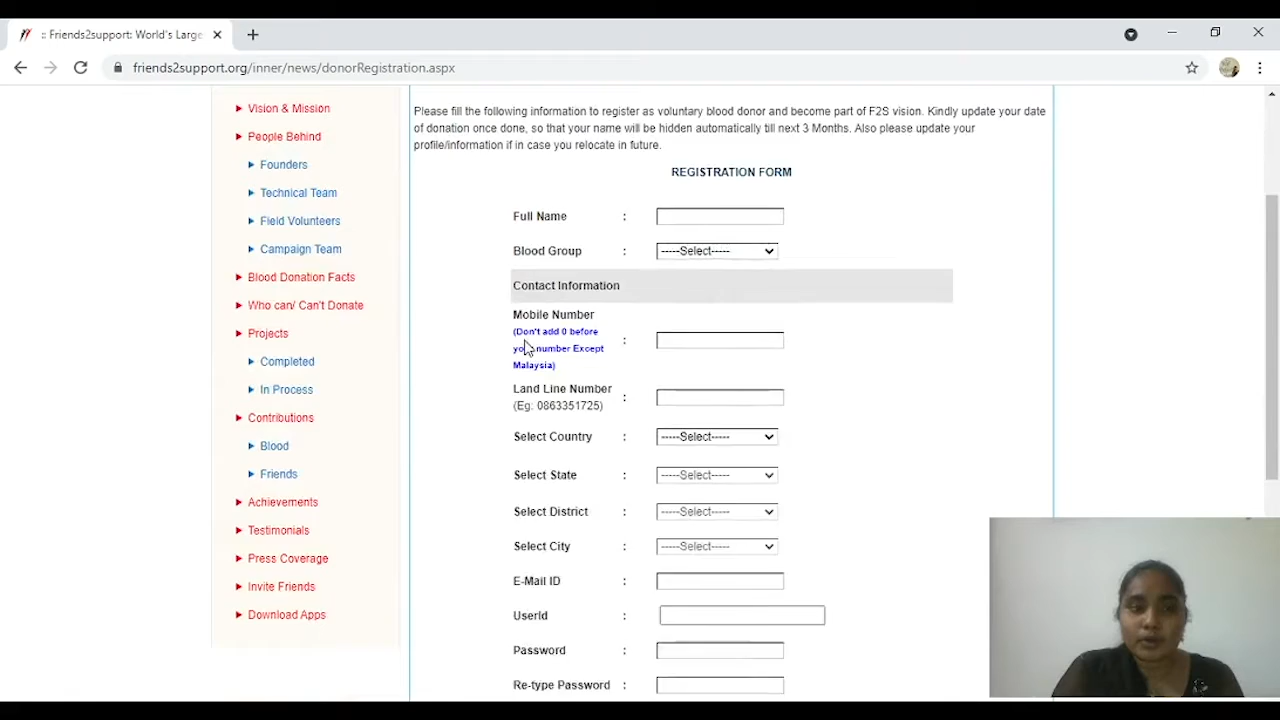 :: Friends2support: World's Large
friends2support.org/inner/news/donorRegistration.aspx
Vision & Mission
People Behind
Founders
Technical Team
Field Volunteers
Campaign Team
Blood Donation Facts
Who can/ Can't Donate
Projects
Completed
In Process
Contributions
Blood
Friends
Achievements
Testimonials
Press Coverage
Invite Friends
Download Apps
Please fill the following information to register as voluntary blood donor and become part of F2S vision. Kindly update your date
of donation once done, so that your name will be hidden automatically till next 3 Months. Also please update your
profile/information if in case you relocate in future.
REGISTRATION FORM
Full Name :
Blood Group : -----Select-----
Contact Information
Mobile Number
(Don't add 0 before
number Except :
Malaysia)
Land Line Number
(Eg: 0863351725) :
Select Country : -----Select-----
Select State : -----Select-----
Select District : -----Select-----
Select City : -----Select-----
E-Mail ID :
UserId :
Password :
Re-type Password :